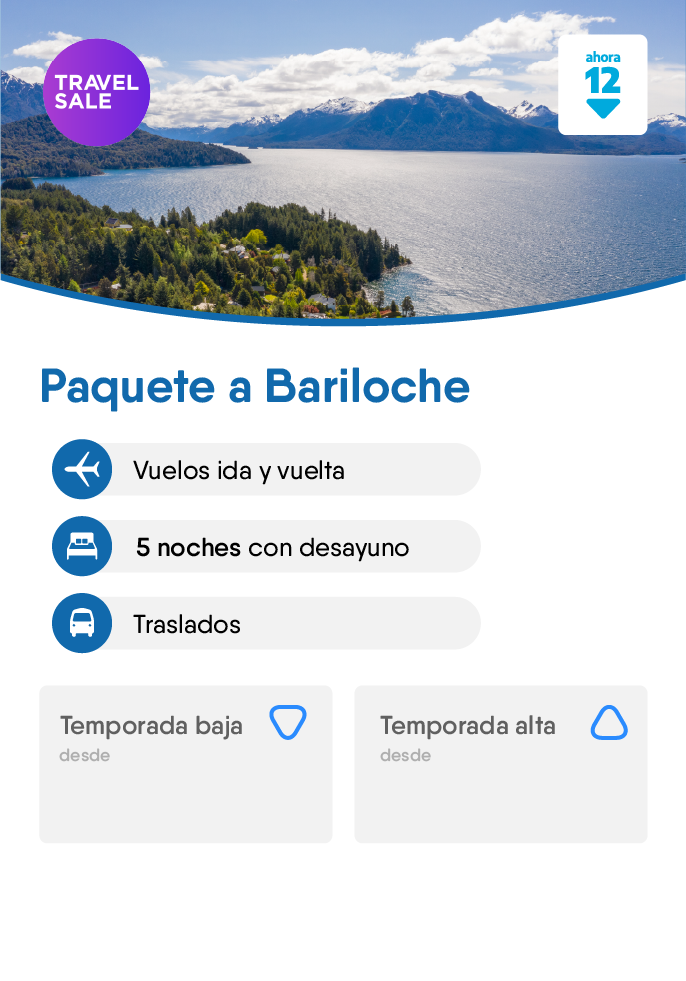 TRAVEL
SALE
ahora
12
Paquete a Bariloche
Vuelos ida y vuelta
5 noches con desayuno
Traslados
Temporada baja
desde
Temporada alta
desde